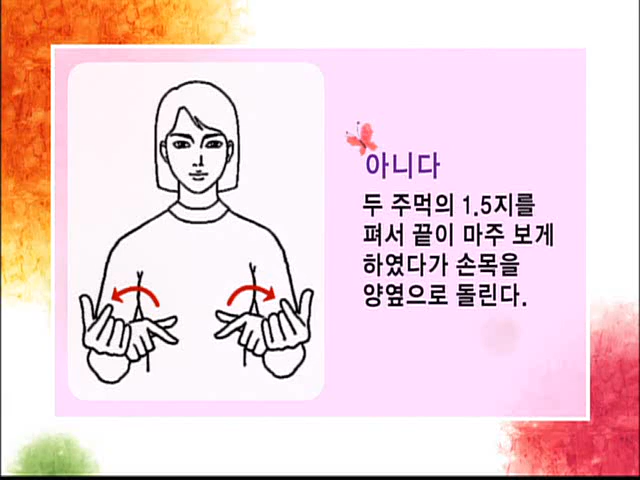 아니다
두 주먹의 1.5지를
펴서 끝이 마주 보게
하였다가 손목을
양옆으로 돌린다.